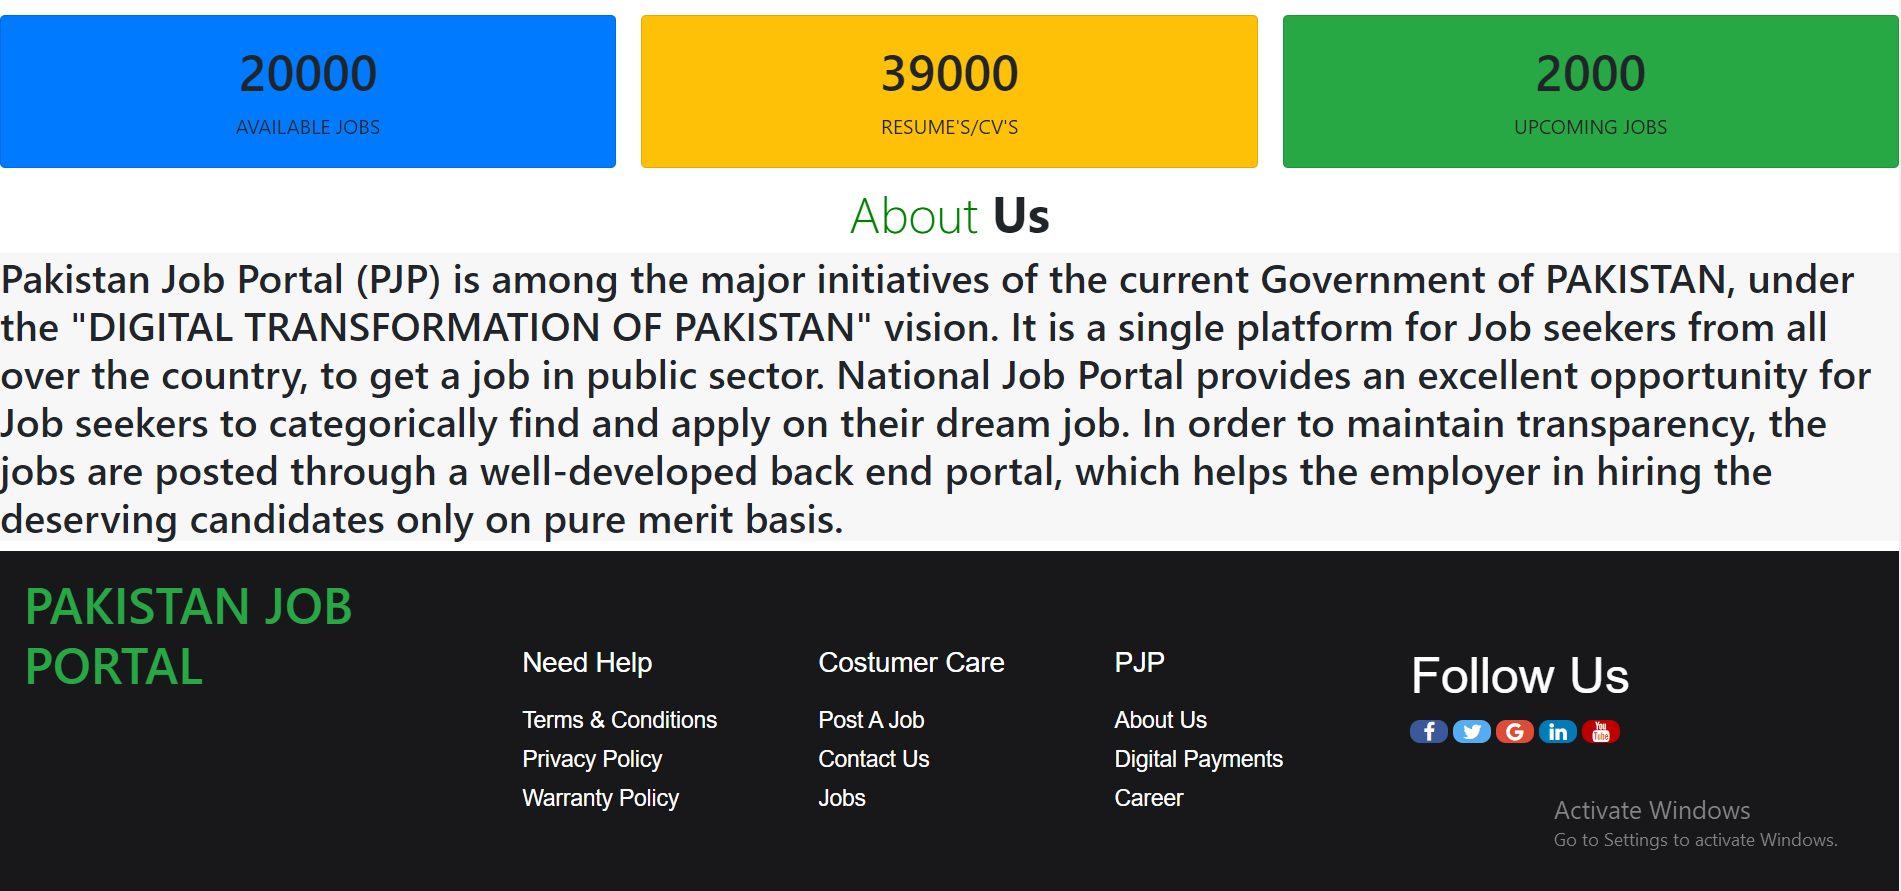 20000
AVAILABLE JOBS
39000
RESUME'S/CV'S
2000
UPCOMING JOBS
About Us
Pakistan Job Portal (PJP) is among the major initiatives of the current Government of PAKISTAN, under
the "DIGITAL TRANSFORMATION OF PAKISTAN" vision. It is a single platform for Job seekers from all
over the country, to get a job in public sector. National Job Portal provides an excellent opportunity for
Job seekers to categorically find and apply on their dream job. In order to maintain transparency, the
jobs are posted through a well-developed back end portal, which helps the employer in hiring the
deserving candidates only on pure merit basis.
PAKISTAN JOB
PORTAL
Need Help
Terms & Conditions
Privacy Policy
Warranty Policy
Costumer Care
Post A Job
Contact Us
Jobs
PJP
About Us
Digital Payments
Career
Follow Us
You
Tube
Activate Windows
Go to Settings to activate Windows.